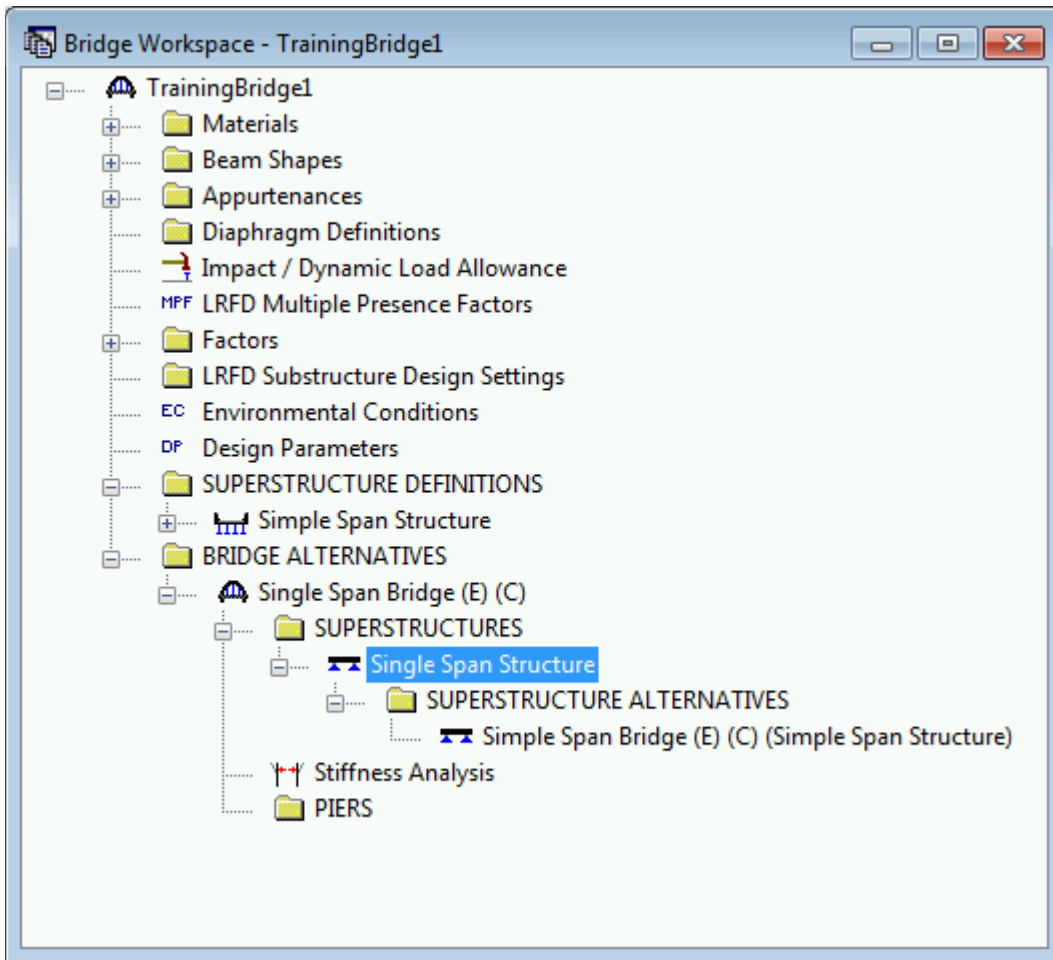 Bridge Workspace - TrainingBridge1
TrainingBridge1
Materials
Beam Shapes
Appurtenances
Diaphragm Definitions
Impact / Dynamic Load Allowance
MPF LRFD Multiple Presence Factors
Factors
LRFD Substructure Design Settings
EC Environmental Conditions
DP Design Parameters
SUPERSTRUCTURE DEFINITIONS
Simple Span Structure
BRIDGE ALTERNATIVES
Single Span Bridge (E) (C)
SUPERSTRUCTURES
Single Span Structure
SUPERSTRUCTURE ALTERNATIVES
Simple Span Bridge (E) (C) (Simple Span Structure)
Stiffness Analysis
PIERS